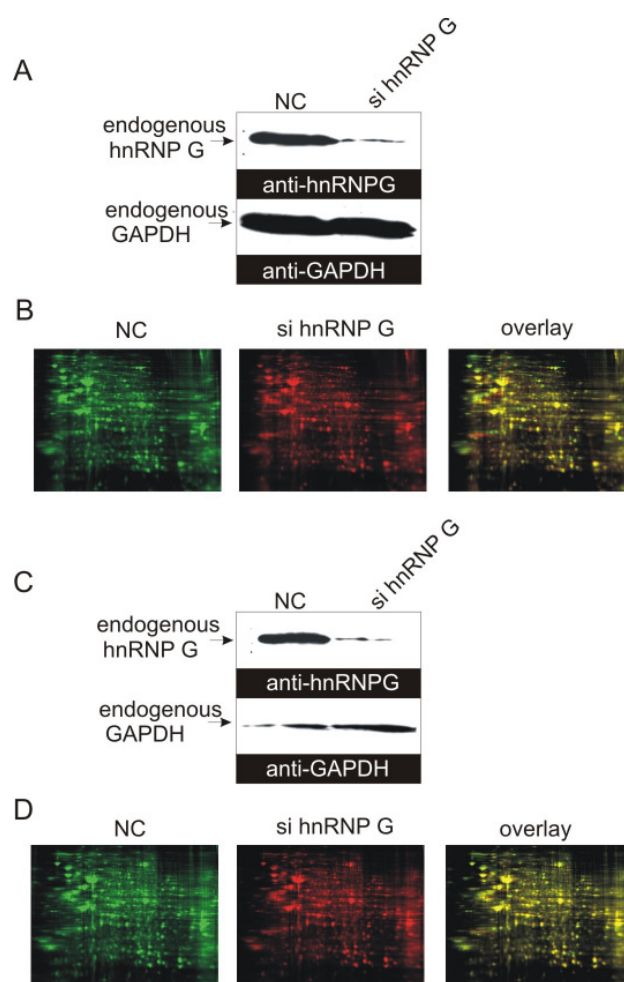 A
NC
si hnRNP G
endogenous
hnRNP G
anti-hnRNPG
endogenous
GAPDH
anti-GAPDH
B
NC
si hnRNP G
overlay
C
NC
si hnRNP G
endogenous
hnRNP G
anti-hnRNPG
endogenous
GAPDH
anti-GAPDH
D
NC
si hnRNP G
overlay